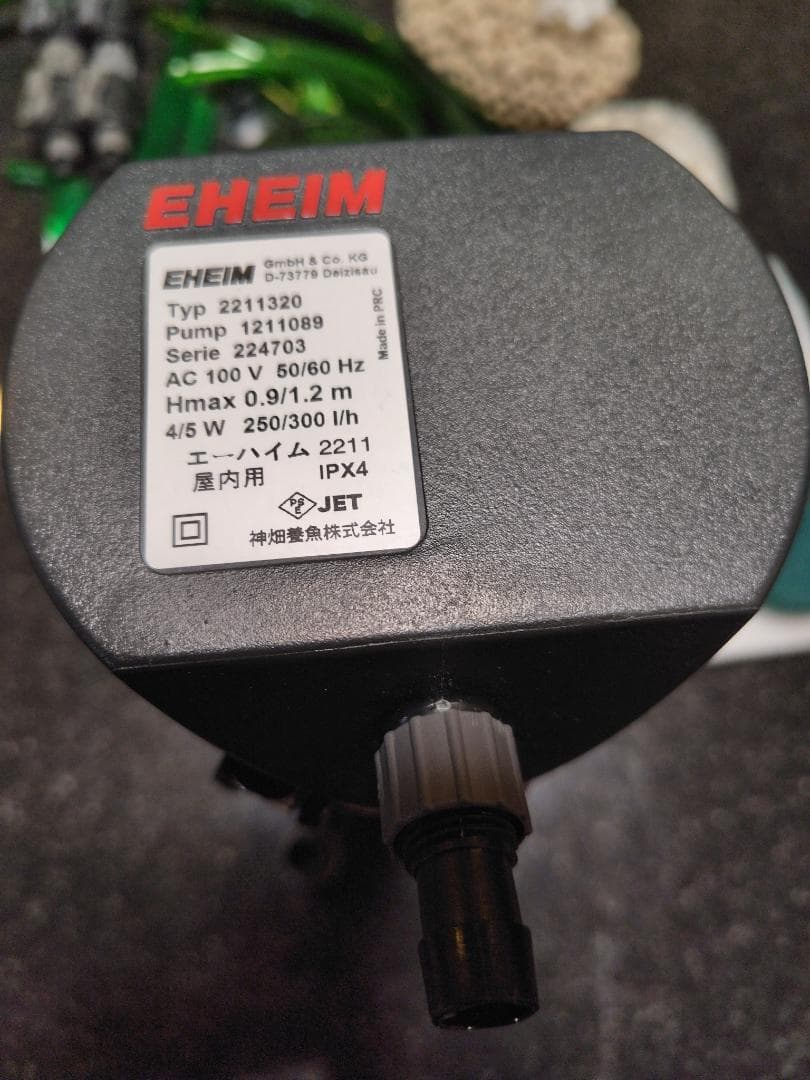 EHEIM
EHEIM GmbH & Co. KG
D-73779 Deizisau
Typ 2211320
Pump 1211089
Serie 224703
AC 100 V 50/60 Hz
Hmax 0.9/1.2 m
4/5 W 250/300 l/h
Made in PRC
エーハイム 2211
屋内用 IPX4
PSE JET
神畑養魚株式会社